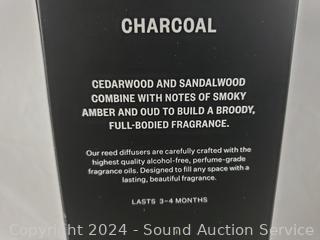 CHARCOAL
CEDARWOOD AND SANDALWOOD
COMBINE WITH NOTES OF SMOKY
AMBER AND OUD TO BUILD A BROODY,
FULL-BODIED FRAGRANCE.
Our reed diffusers are carefully crafted with the
highest quality alcohol-free, perfume-grade
fragrance oils. Designed to fill any space with a
lasting, beautiful fragrance.
LASTS 3-4 MONTHS
Copyright 2024 - Sound Auction Service